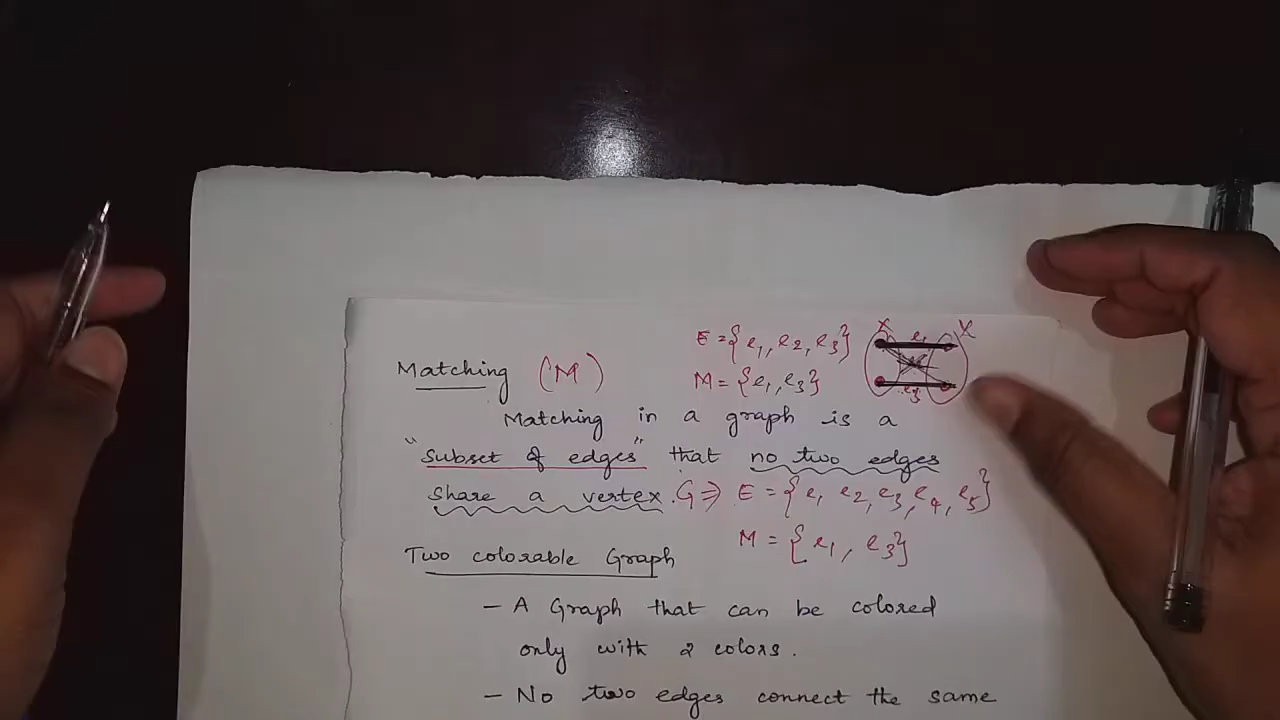 E = {e1, e2, e3}
Matching (M)
M = {e1, e3}
x e1 y
e3
Matching in a graph is a
"subset of edges" that no two edges
share a vertex. G => E = {e1 e2, e3, e4, e5}
M = {e1, e3}
Two colorable Graph
- A Graph that can be colored
only with 2 colors.
- No two edges connect the same